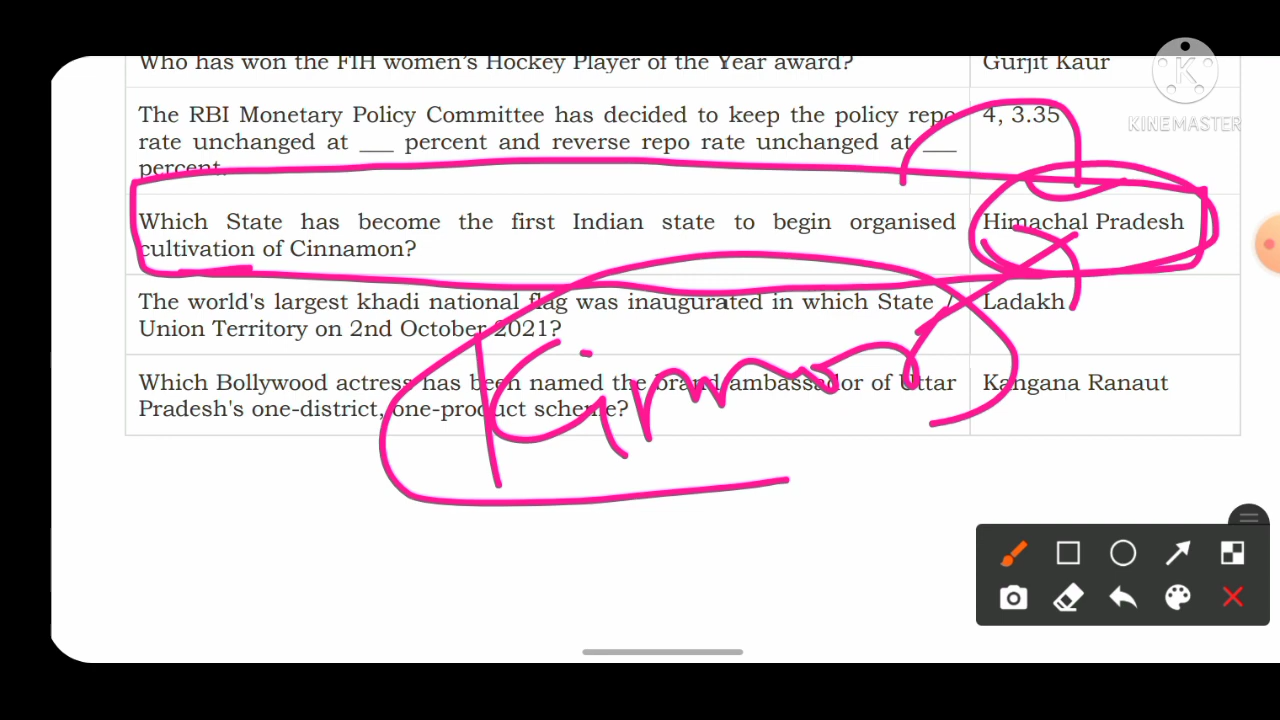 Who has won the FIH women's Hockey Player of the Year award?
Gurjit Kaur
The RBI Monetary Policy Committee has decided to keep the policy repo
rate unchanged at ___ percent and reverse repo rate unchanged at ___
percent.
4, 3.35
Which State has become the first Indian state to begin organised
cultivation of Cinnamon?
Himachal Pradesh
The world's largest khadi national flag was inaugurated in which State /
Union Territory on 2nd October 2021?
Ladakh
Which Bollywood actress has been named the brand ambassador of Uttar
Pradesh's one-district, one-product scheme?
Kangana Ranaut
K
KINEMASTER